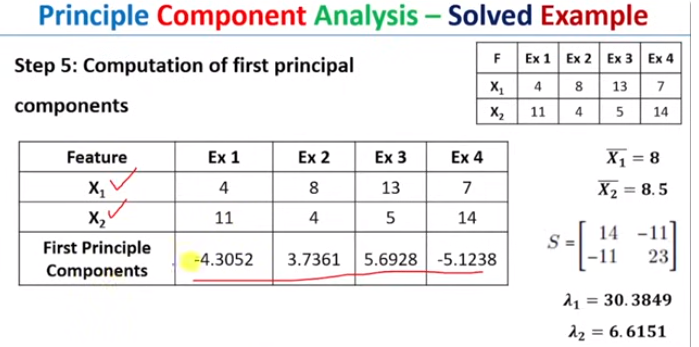 Principle Component Analysis – Solved Example
Step 5: Computation of first principal
components
F Ex 1 Ex 2 Ex 3 Ex 4
X₁ 4 8 13 7
X₂ 11 4 5 14
Feature Ex 1 Ex 2 Ex 3 Ex 4
X₁ 4 8 13 7
X₂ 11 4 5 14
First Principle
Components -4.3052 3.7361 5.6928 -5.1238
X̅₁ = 8
X̅₂ = 8.5
S = [ 14 -11
-11 23 ]
λ₁ = 30.3849
λ₂ = 6.6151